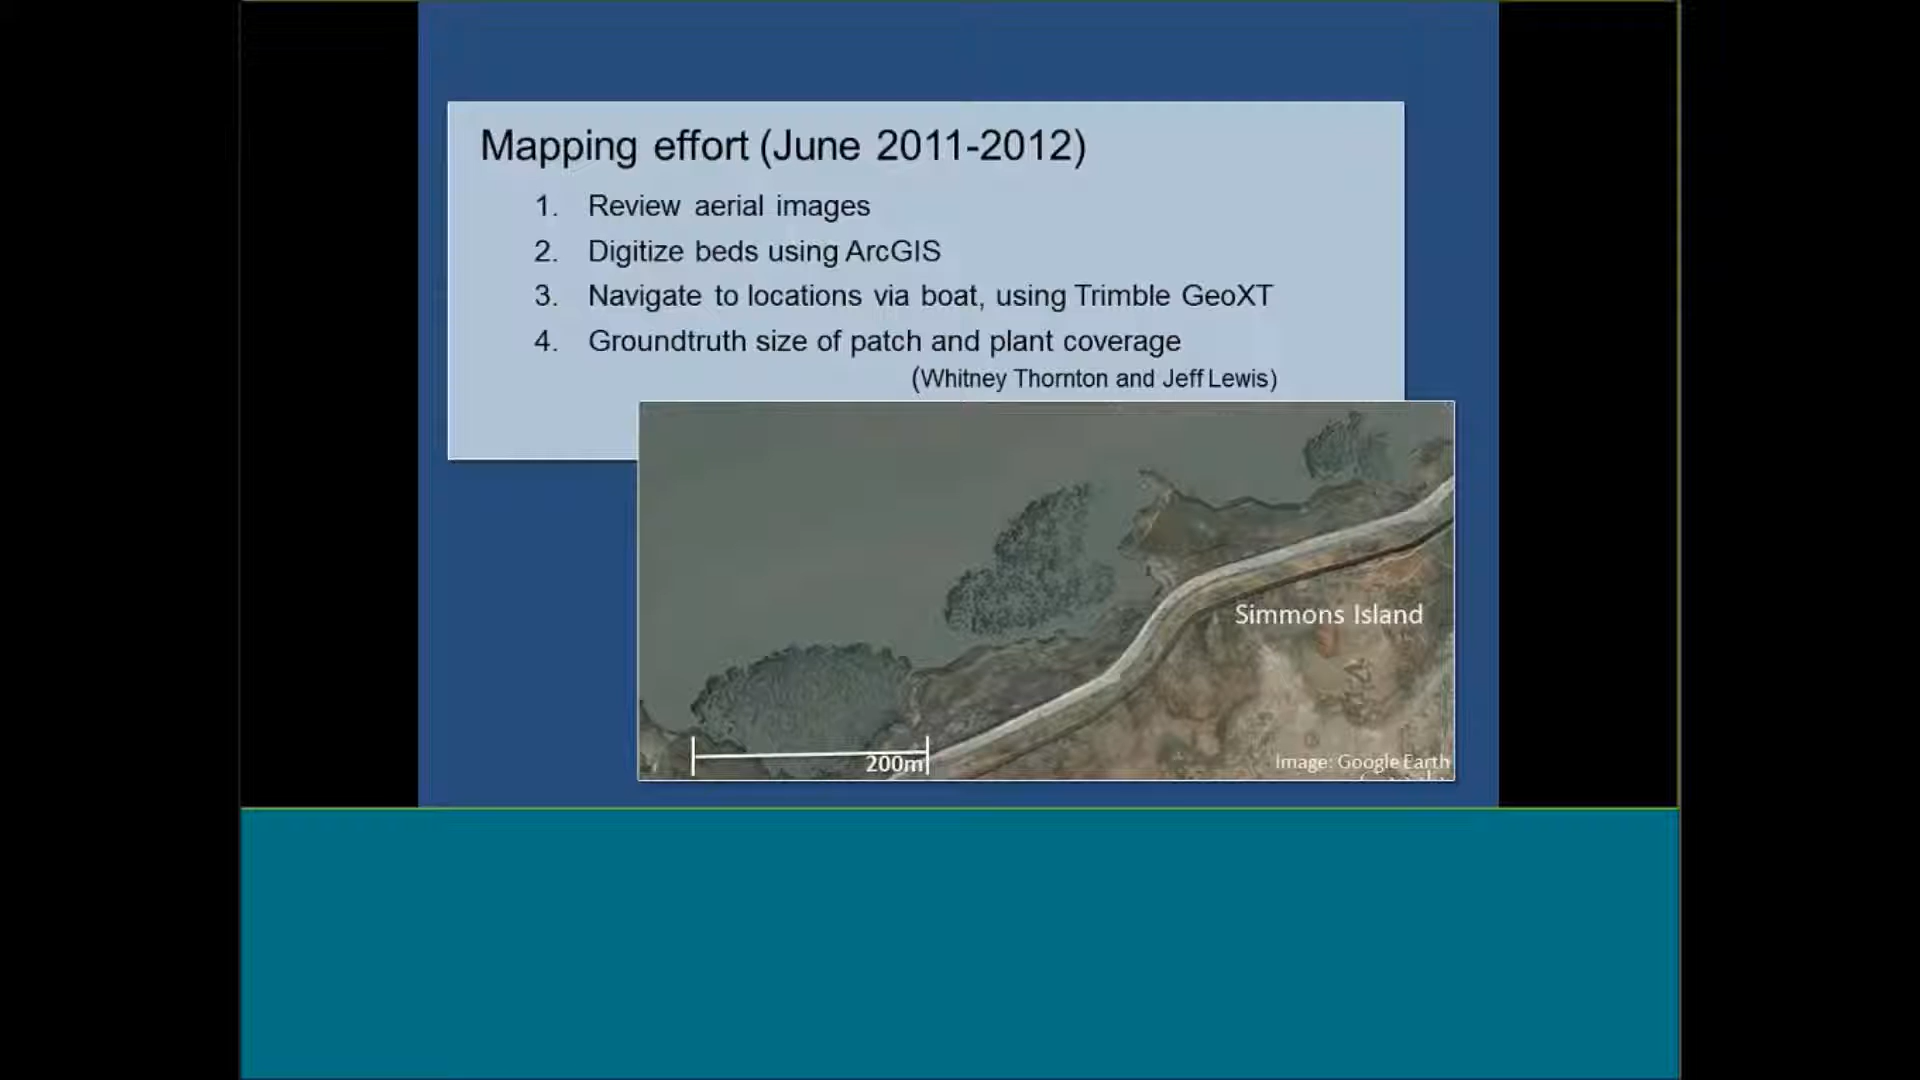 Mapping effort (June 2011-2012)
1. Review aerial images
2. Digitize beds using ArcGIS
3. Navigate to locations via boat, using Trimble GeoXT
4. Groundtruth size of patch and plant coverage
(Whitney Thornton and Jeff Lewis)
Simmons Island
200m
Image: Google Earth